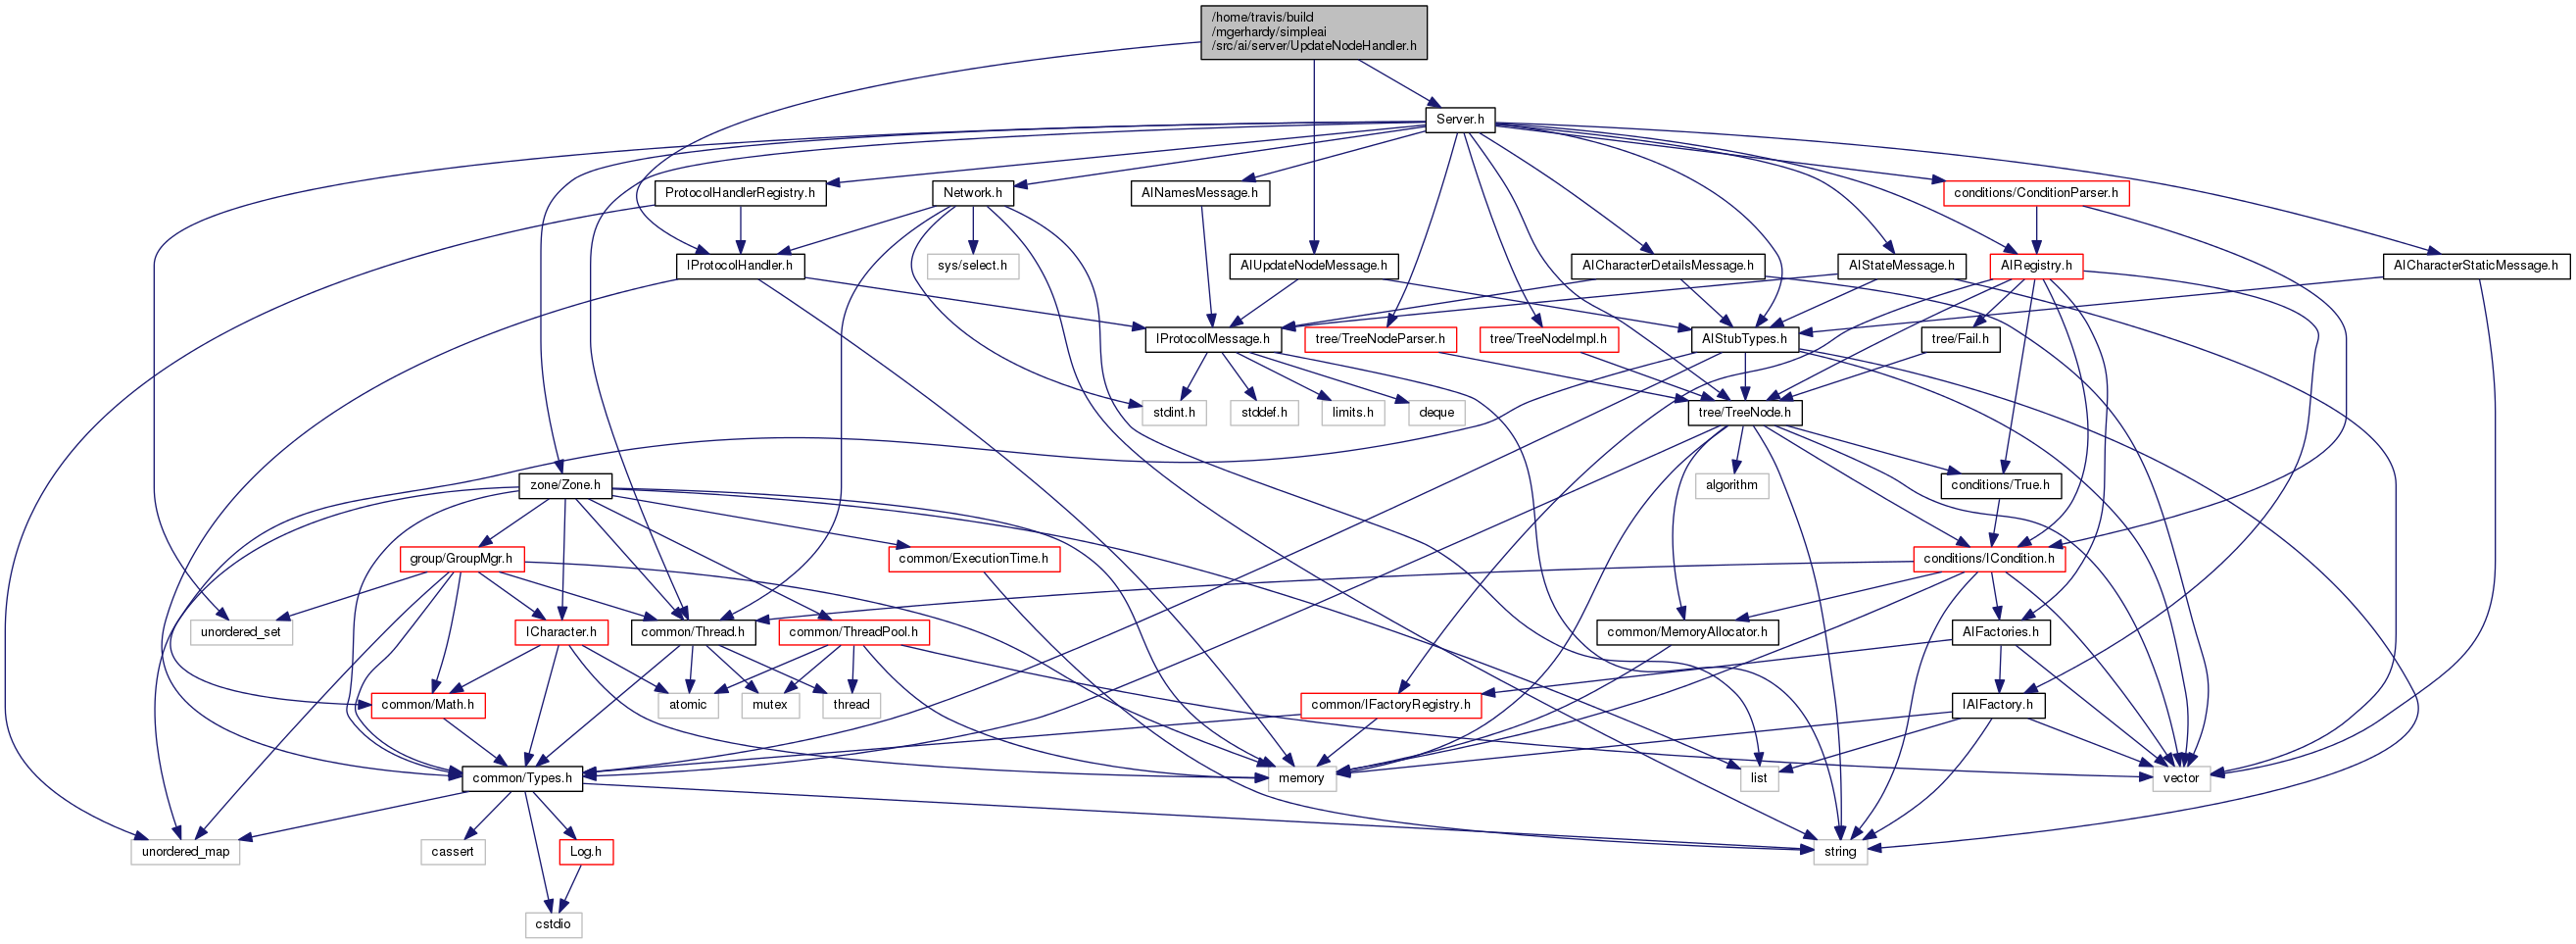 /home/travis/build
/mgerhardy/simpleai
/src/ai/server/UpdateNodeHandler.h
Server.h
ProtocolHandlerRegistry.h
Network.h
AINamesMessage.h
conditions/ConditionParser.h
IProtocolHandler.h
sys/select.h
AIUpdateNodeMessage.h
AICharacterDetailsMessage.h
AIStateMessage.h
AIRegistry.h
AICharacterStaticMessage.h
IProtocolMessage.h
tree/TreeNodeParser.h
tree/TreeNodeImpl.h
AIStubTypes.h
tree/Fail.h
stdint.h
stddef.h
limits.h
deque
tree/TreeNode.h
zone/Zone.h
algorithm
conditions/True.h
group/GroupMgr.h
common/ExecutionTime.h
conditions/ICondition.h
unordered_set
ICharacter.h
common/Thread.h
common/ThreadPool.h
common/MemoryAllocator.h
AIFactories.h
common/Math.h
atomic
mutex
thread
common/IFactoryRegistry.h
IAIFactory.h
common/Types.h
memory
list
vector
unordered_map
cassert
Log.h
string
cstdio